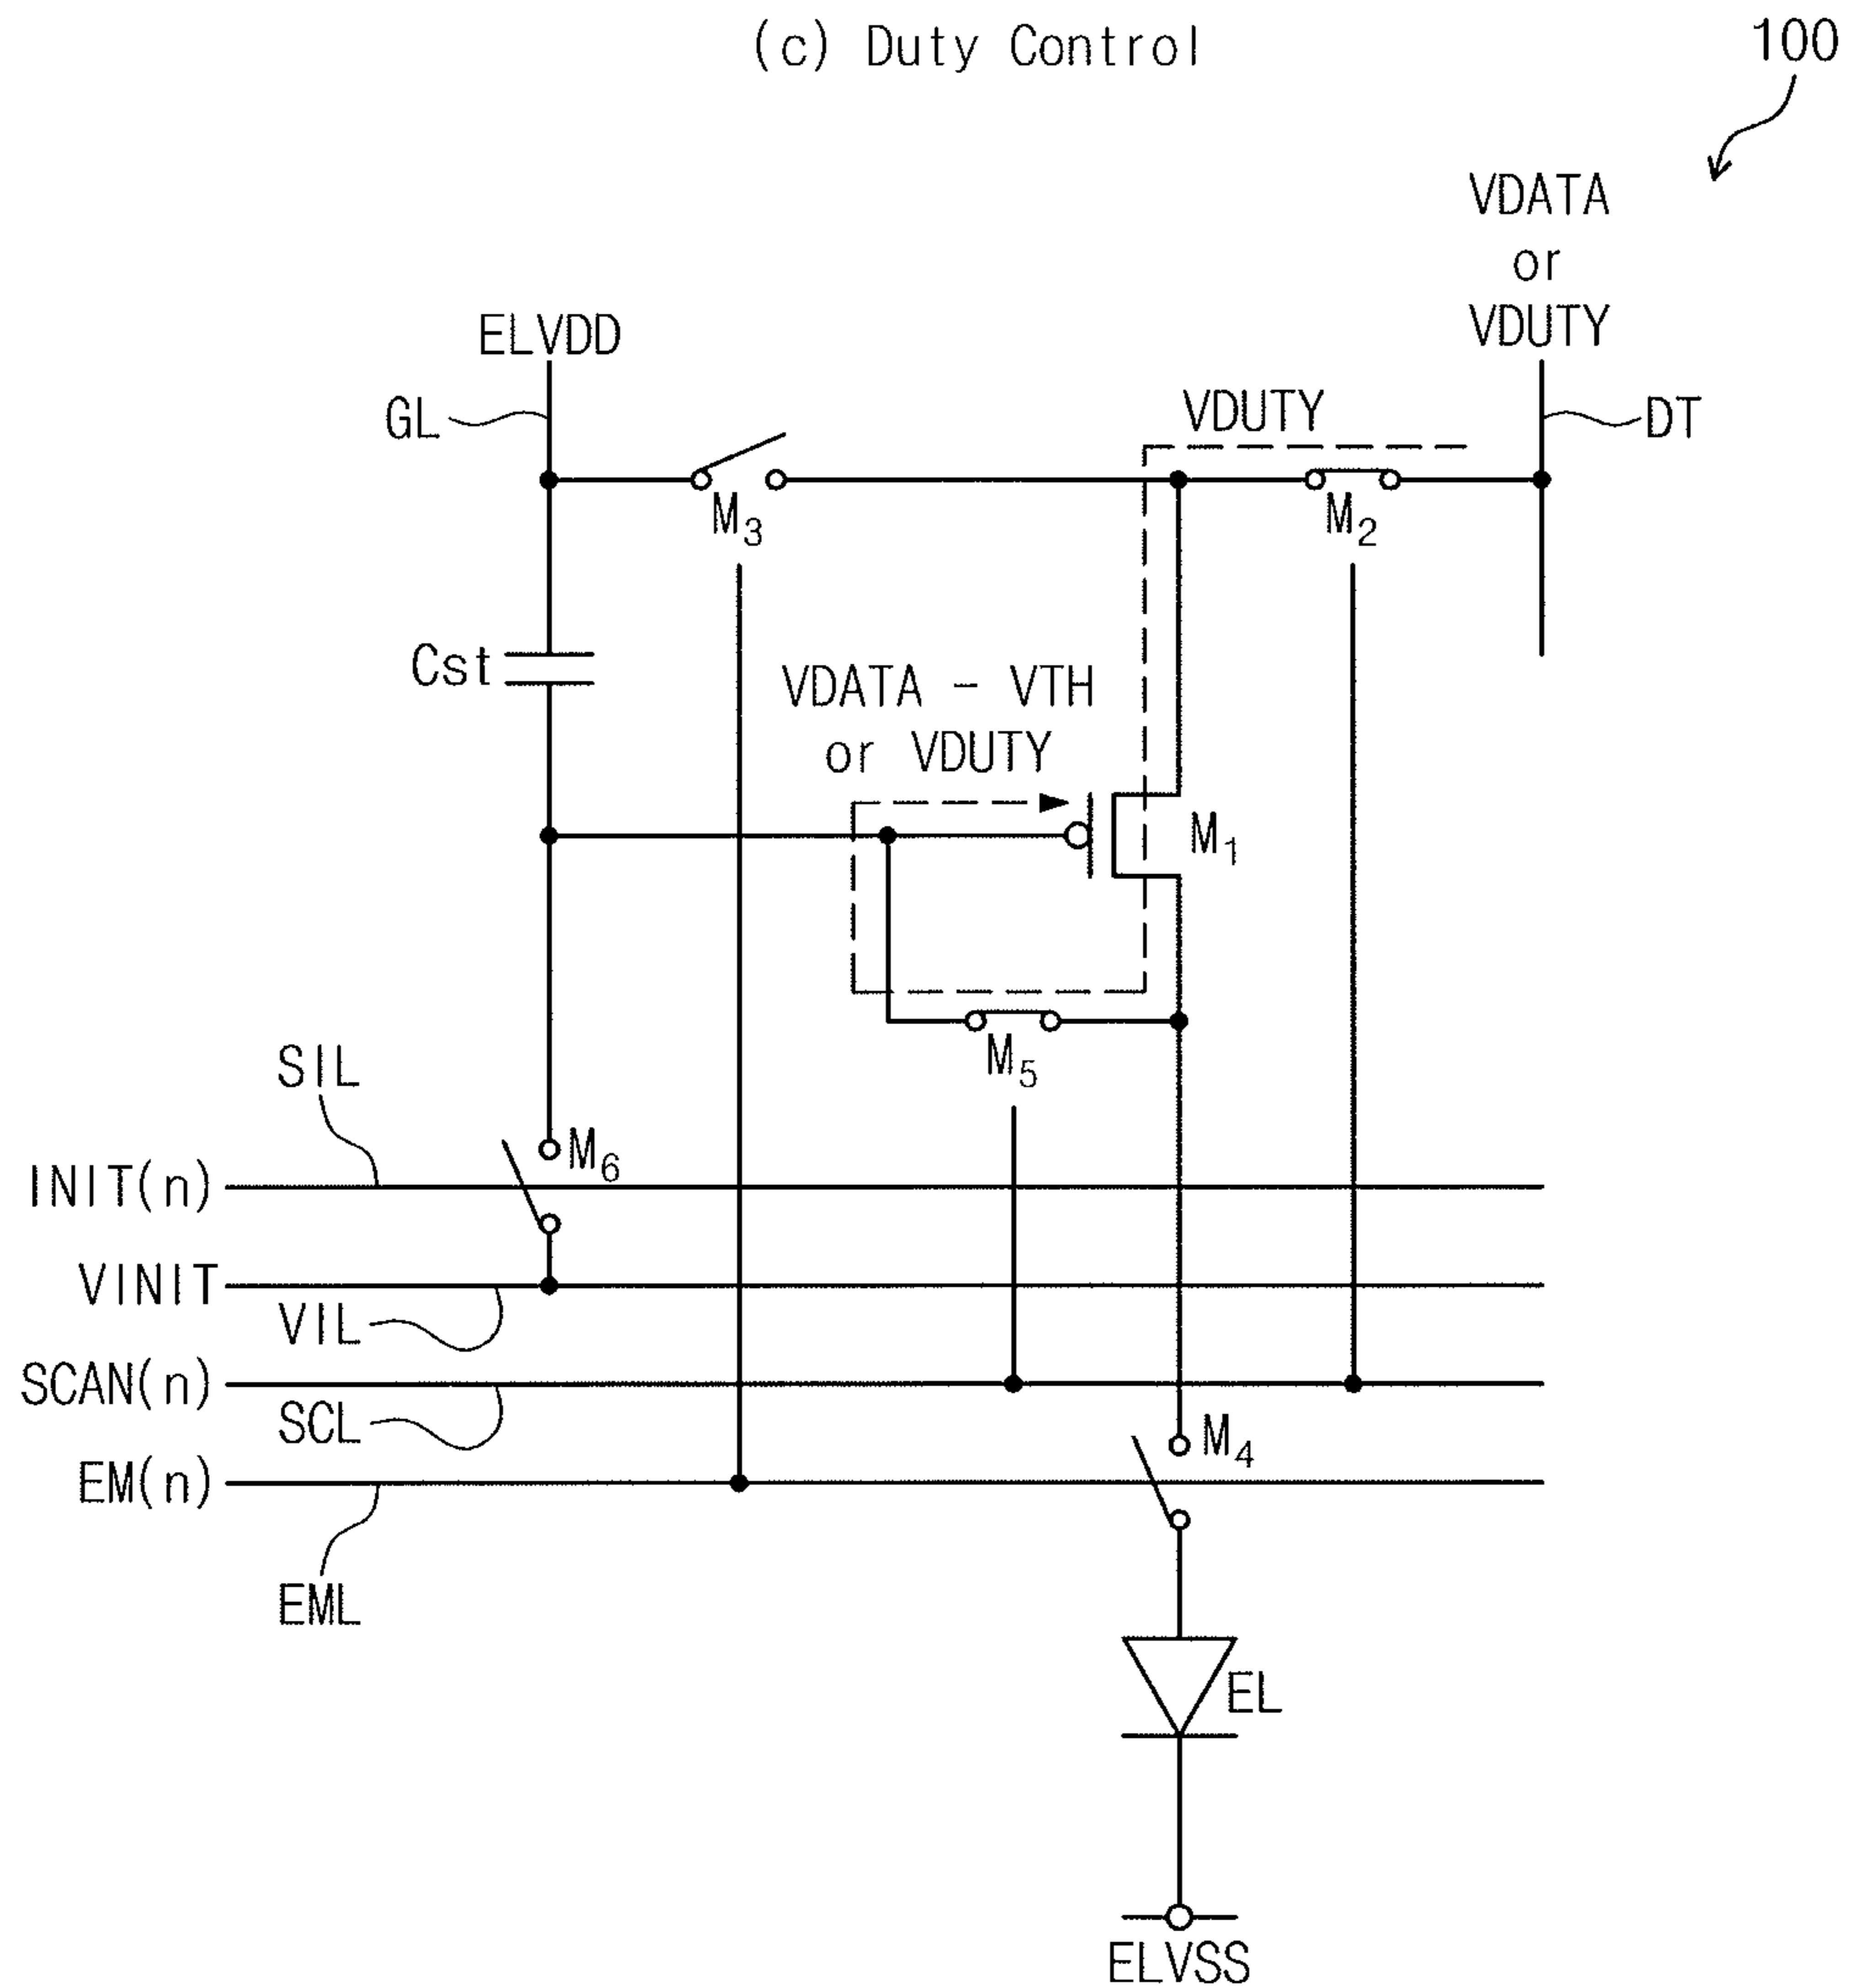 (c) Duty Control
100
VDATA
or
VDUTY
ELVDD
GL
VDUTY
DT
M3
M2
Cst
VDATA - VTH
or VDUTY
M1
M5
SIL
M6
INIT(n)
VINIT
VIL
SCAN(n)
SCL
M4
EM(n)
EML
EL
ELVSS